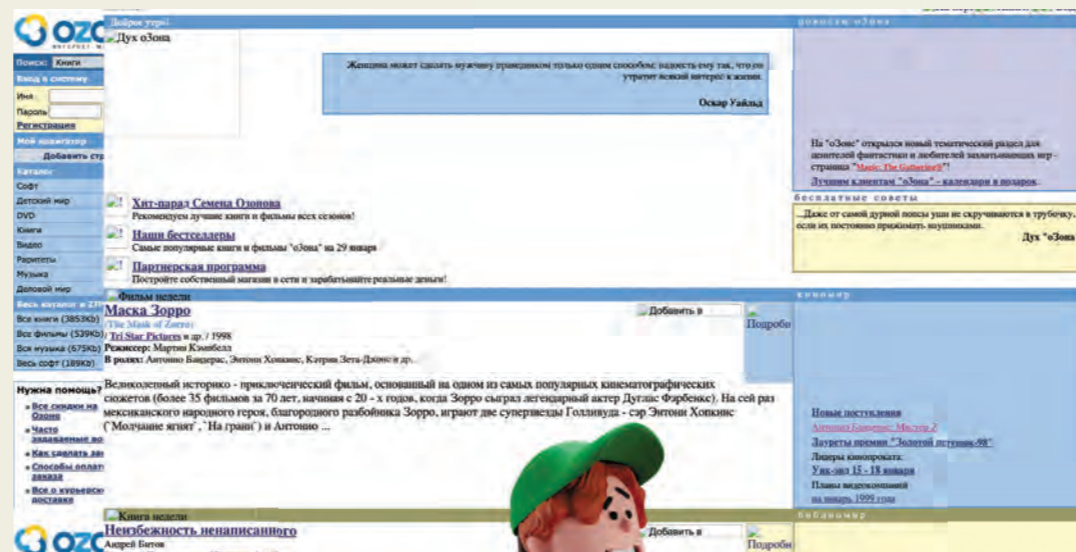 OZO
Поиск: Книги
Вход в систему
Имя
Пароль
Регистрация
Мой навигатор
Добавить стр
Каталог
Софт
Детский мир
DVD
Книги
Видео
Раритеты
Музыка
Деловой мир
Все книги (3853Kb)
Все фильмы (539Kb)
Вся музыка (675Kb)
Весь софт (189Kb)
Нужна помощь?
Все скидки на
Озоне
Часто
задаваемые во
Как сделать зак
Способы оплат
заказа
Все о курьерск
доставке
OZO
Доброе утро!
Дух оЗона
Женщина может сделать мужчину праведником только одним способом: надоесть ему так, что он
утратит всякий интерес к жизни.
Оскар Уайльд
Хит-парад Семена Озонова
Рекомендуем лучшие книги и фильмы всех сезонов!
Наши бестселлеры
Самые популярные книги и фильмы "оЗона" на 29 января
Партнерская программа
Постройте собственный магазин в сети и зарабатывайте реальные деньги!
Фильм недели
Маска Зорро
(The Mask of Zorro)
/ Tri Star Pictures и др. / 1998
Режиссер: Мартин Кэмпбелл
В ролях: Антонио Бандерас, Энтони Хопкинс, Кэтрин Зета-Джонс и др.
Добавить в
Подробн
Великолепный историко - приключенческий фильм, основанный на одном из самых популярных кинематографических
сюжетов (более 35 фильмов за 70 лет, начиная с 20 - х годов, когда Зорро сыграл легендарный актер Дуглас Фэрбенкс). На сей раз
мексиканского народного героя, благородного разбойника Зорро, играют две суперзвезды Голливуда - сэр Энтони Хопкинс
("Молчание ягнят", "На грани") и Антонио ...
Книга недели
Неизбежность ненаписанного
Андрей Битов
Добавить в
Подробн
новости оЗона
На "оЗоне" открылся новый тематический раздел для
ценителей фантастики и любителей захватывающих игр -
страница "Magic: The Gathering®"!
Лучшим клиентам "оЗона" - календари в подарок.
бесплатные советы
...Даже от самой дурной попсы уши не скручиваются в трубочку,
если их постоянно прижимать наушниками.
Дух "оЗона
киномир
Новые поступления
Антонио Бандерас: Мистер Z
Лауреты премии "Золотой петушок-98"
Лидеры кинопроката:
Уик-энд 15 - 18 января
Планы видеокомпаний
на январь 1999 года
библиомир